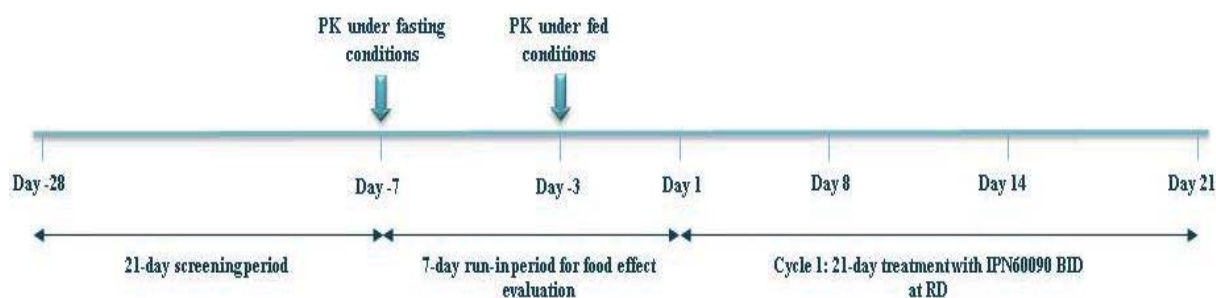 PK under fasting
conditions
PK under fed
conditions
Day -28
Day -7
Day -3
Day 1
Day 8
Day 14
Day 21
21-day screeningperiod
7-day run-inperiod for food effect
evaluation
Cycle 1: 21-day treatment with IPN60090 BID
at RD